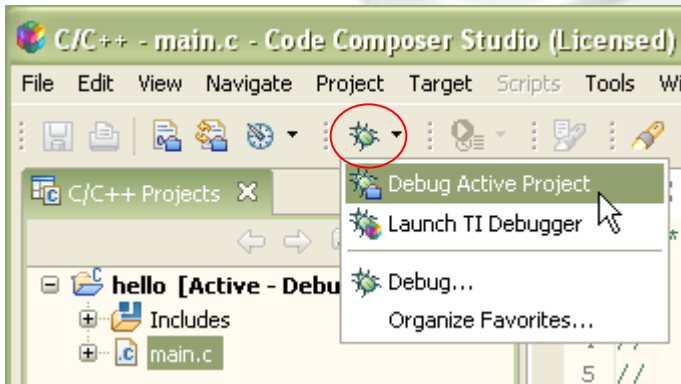 C/C++ - main.c - Code Composer Studio (Licensed)
File Edit View Navigate Project Target Scripts Tools Wi
C/C++ Projects
Debug Active Project
Launch TI Debugger
hello [Active - Debu
Debug...
Includes
Organize Favorites...
main.c
5 //